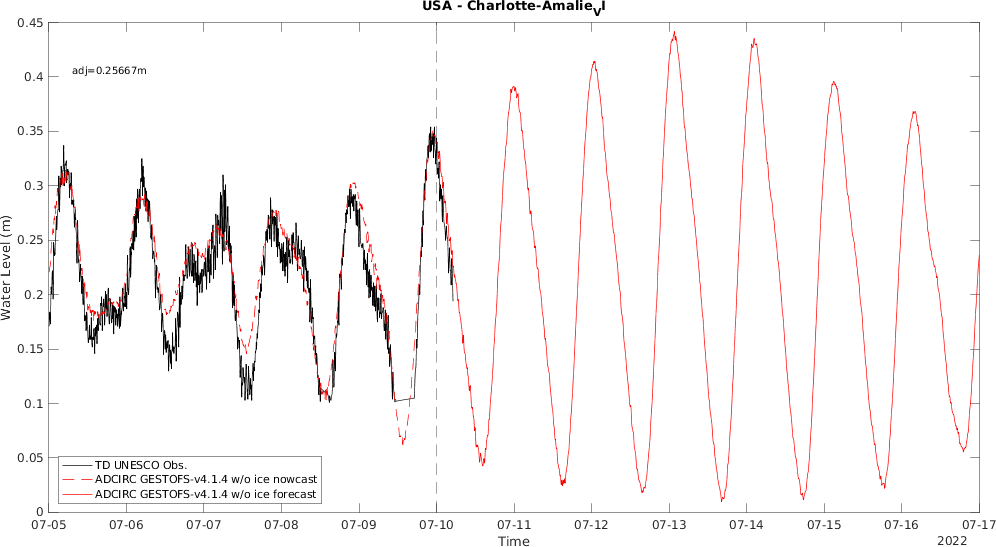 USA - Charlotte-Amalie_VI
adj=0.25667m
0.45
0.4
0.35
0.3
0.25
0.2
0.15
0.1
0.05
0
Water Level (m)
TD UNESCO Obs.
ADCIRC GESTOFS-v4.1.4 w/o ice nowcast
ADCIRC GESTOFS-v4.1.4 w/o ice forecast
07-05 07-06 07-07 07-08 07-09 07-10 07-11 07-12 07-13 07-14 07-15 07-16 07-17
Time
2022